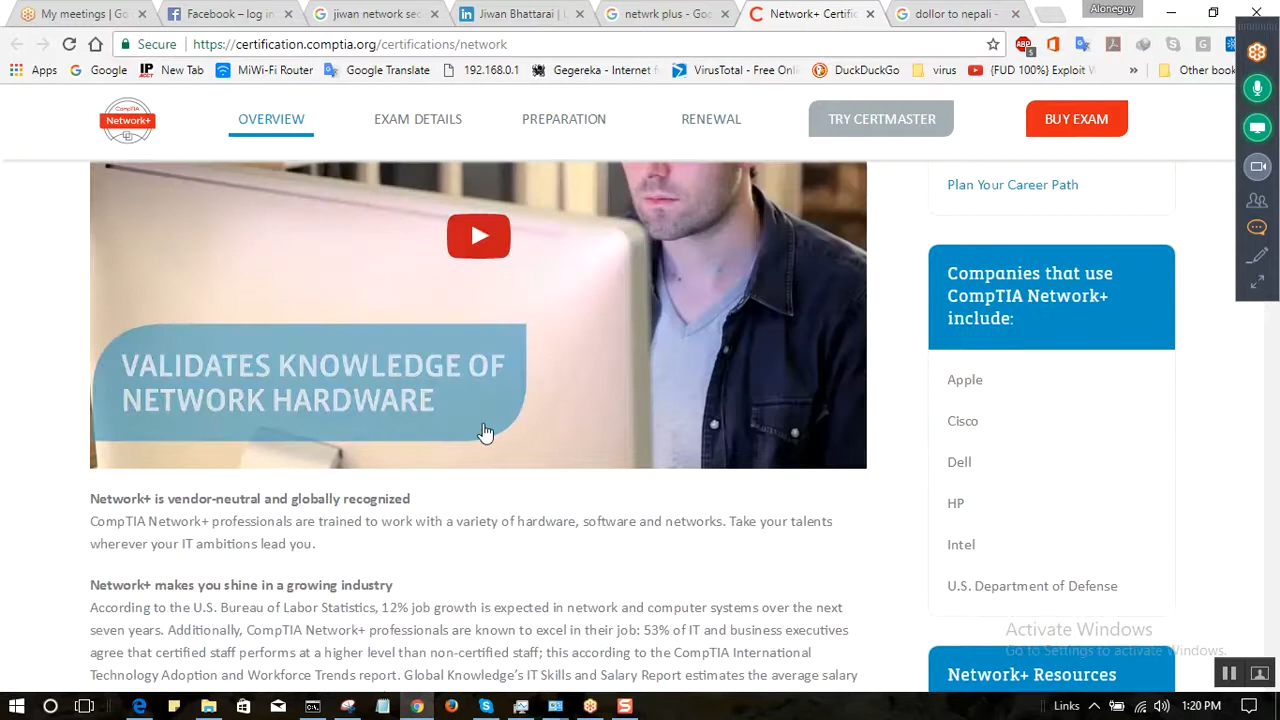 My meetings | Go
Facebook – log in
jiwan network sec
Jiwan Bhattarai | L
netwrk plus - Goo
Network+ Certific
dollor to nepali -
Aloneguy
Secure
https://certification.comptia.org/certifications/network
ABP
5
Apps
Google
IP
ACCT
New Tab
MiWi-Fi Router
Google Translate
192.168.0.1
Gegereka - Internet f
VirusTotal - Free Onli
DuckDuckGo
virus
{FUD 100%} Exploit W
»
Other book
CompTIA
Network+
OVERVIEW
EXAM DETAILS
PREPARATION
RENEWAL
TRY CERTMASTER
BUY EXAM
Plan Your Career Path
VALIDATES KNOWLEDGE OF
NETWORK HARDWARE
Companies that use
CompTIA Network+
include:
Apple
Cisco
Dell
HP
Intel
U.S. Department of Defense
Network+ is vendor-neutral and globally recognized
CompTIA Network+ professionals are trained to work with a variety of hardware, software and networks. Take your talents
wherever your IT ambitions lead you.
Network+ makes you shine in a growing industry
According to the U.S. Bureau of Labor Statistics, 12% job growth is expected in network and computer systems over the next
seven years. Additionally, CompTIA Network+ professionals are known to excel in their job: 53% of IT and business executives
agree that certified staff performs at a higher level than non-certified staff; this according to the CompTIA International
Technology Adoption and Workforce Trends report. Global Knowledge's IT Skills and Salary Report estimates the average salary
Activate Windows
Go to Settings to activate Windows.
Network+ Resources
Links
»
1:20 PM